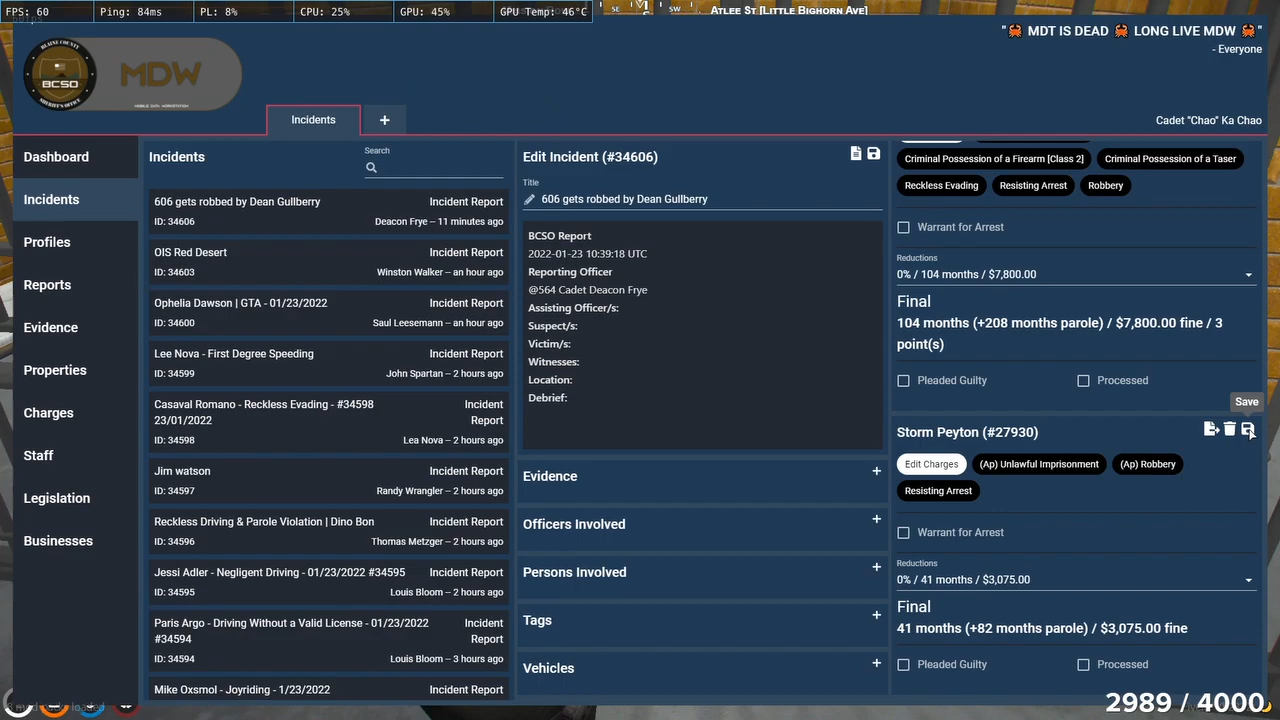 FPS: 60
Ping: 84ms
PL: 8%
CPU: 25%
GPU: 45%
GPU Temp: 46°C
SE
SW
Atlee St [Little Bighorn Ave]
"🦀 MDT IS DEAD 🦀 LONG LIVE MDW 🦀"
- Everyone
BLAINE COUNTY
BCSO
SHERIFF'S OFFICE
MDW
MOBILE DATA WORKSTATION
Incidents
+
Cadet "Chao" Ka Chao
Dashboard
Incidents
Profiles
Reports
Evidence
Properties
Charges
Staff
Legislation
Businesses
Incidents
Search
606 gets robbed by Dean Gullberry
Incident Report
ID: 34606
Deacon Frye – 11 minutes ago
OIS Red Desert
Incident Report
ID: 34603
Winston Walker – an hour ago
Ophelia Dawson | GTA - 01/23/2022
Incident Report
ID: 34600
Saul Leesemann – an hour ago
Lee Nova - First Degree Speeding
Incident Report
ID: 34599
John Spartan – 2 hours ago
Casaval Romano - Reckless Evading - #34598
23/01/2022
Incident
Report
ID: 34598
Lea Nova – 2 hours ago
Jim watson
Incident Report
ID: 34597
Randy Wrangler – 2 hours ago
Reckless Driving & Parole Violation | Dino Bon
Incident Report
ID: 34596
Thomas Metzger – 2 hours ago
Jessi Adler - Negligent Driving - 01/23/2022 #34595
Incident Report
ID: 34595
Louis Bloom – 2 hours ago
Paris Argo - Driving Without a Valid License - 01/23/2022
#34594
Incident
Report
ID: 34594
Louis Bloom – 3 hours ago
Mike Oxsmol - Joyriding - 1/23/2022
Incident Report
Edit Incident (#34606)
Title
606 gets robbed by Dean Gullberry
BCSO Report
2022-01-23 10:39:18 UTC
Reporting Officer
@564 Cadet Deacon Frye
Assisting Officer/s:
Suspect/s:
Victim/s:
Witnesses:
Location:
Debrief:
Evidence +
Officers Involved +
Persons Involved +
Tags +
Vehicles +
Criminal Possession of a Firearm [Class 2]
Criminal Possession of a Taser
Reckless Evading
Resisting Arrest
Robbery
Warrant for Arrest
Reductions
0% / 104 months / $7,800.00
Final
104 months (+208 months parole) / $7,800.00 fine / 3
point(s)
Pleaded Guilty
Processed
Save
Storm Peyton (#27930)
Edit Charges
(Ap) Unlawful Imprisonment
(Ap) Robbery
Resisting Arrest
Warrant for Arrest
Reductions
0% / 41 months / $3,075.00
Final
41 months (+82 months parole) / $3,075.00 fine
Pleaded Guilty
Processed
2989 / 4000